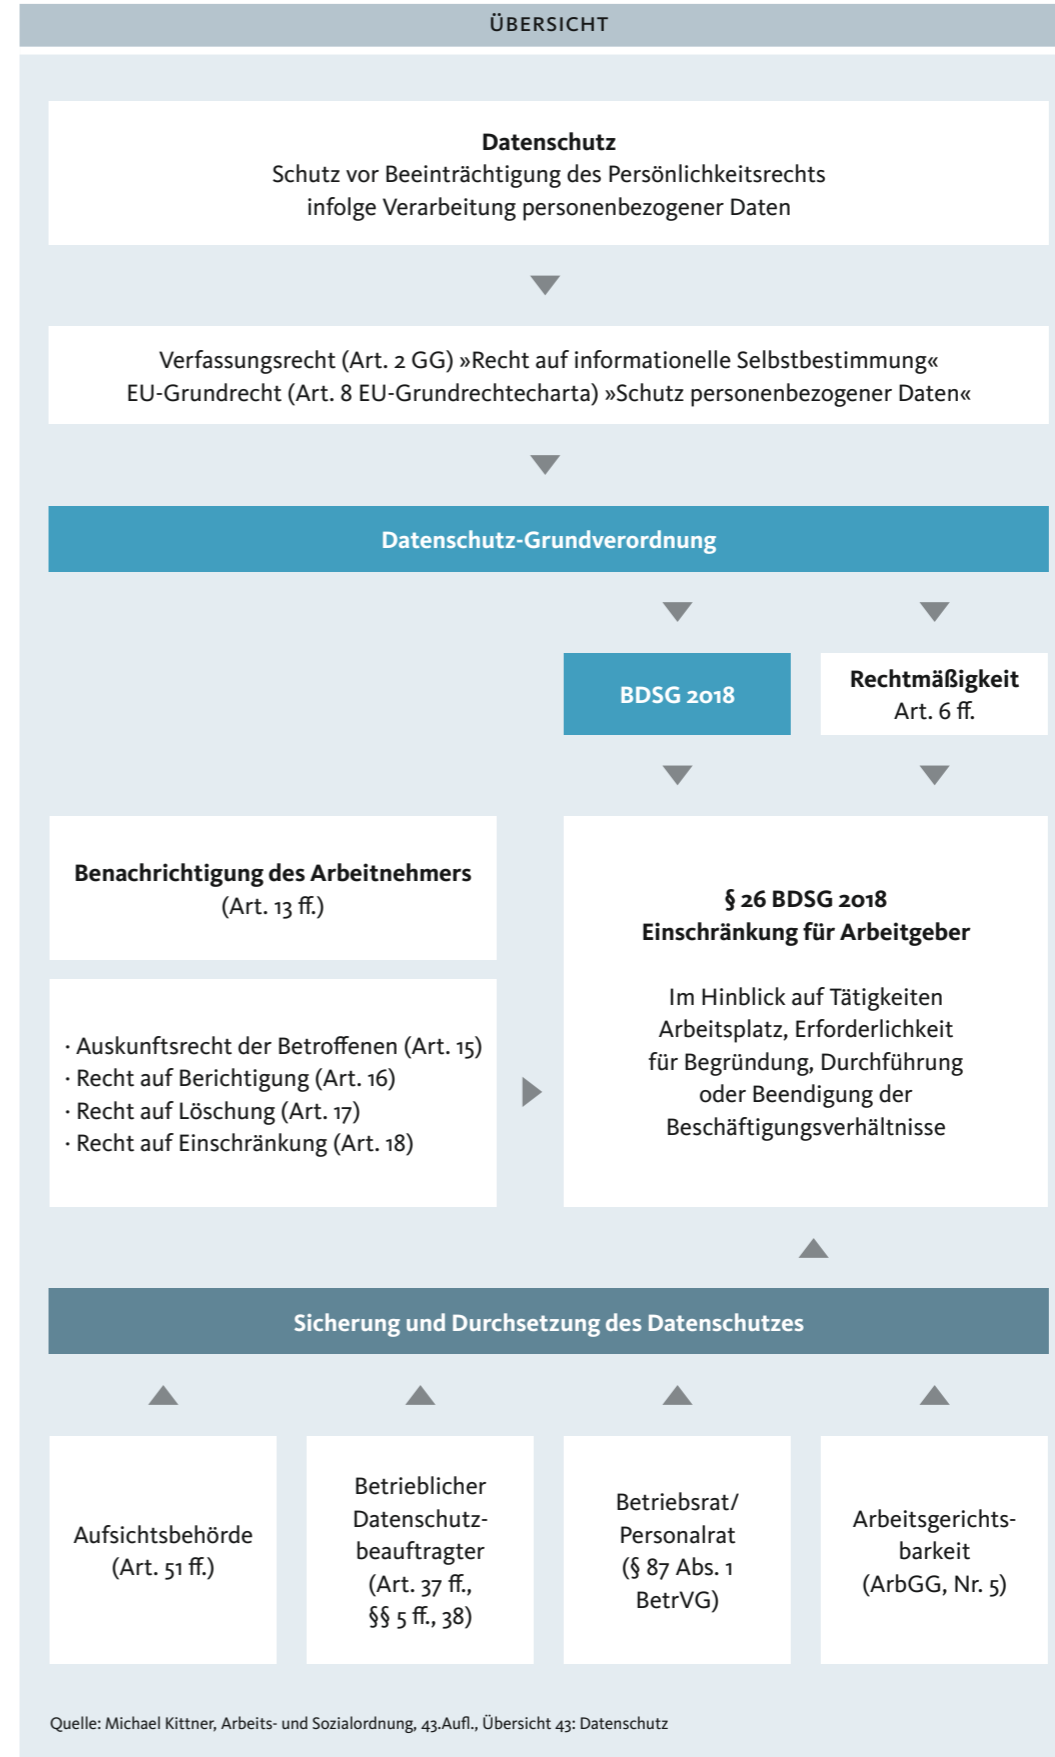 ÜBERSICHT
Datenschutz
Schutz vor Beeinträchtigung des Persönlichkeitsrechts
infolge Verarbeitung personenbezogener Daten
Verfassungsrecht (Art. 2 GG) »Recht auf informationelle Selbstbestimmung«
EU-Grundrecht (Art. 8 EU-Grundrechtecharta) »Schutz personenbezogener Daten«
Datenschutz-Grundverordnung
BDSG 2018
Rechtmäßigkeit
Art. 6 ff.
Benachrichtigung des Arbeitnehmers
(Art. 13 ff.)
· Auskunftsrecht der Betroffenen (Art. 15)
· Recht auf Berichtigung (Art. 16)
· Recht auf Löschung (Art. 17)
· Recht auf Einschränkung (Art. 18)
§ 26 BDSG 2018
Einschränkung für Arbeitgeber
Im Hinblick auf Tätigkeiten
Arbeitsplatz, Erforderlichkeit
für Begründung, Durchführung
oder Beendigung der
Beschäftigungsverhältnisse
Sicherung und Durchsetzung des Datenschutzes
Aufsichtsbehörde
(Art. 51 ff.)
Betrieblicher
Datenschutz-
beauftragter
(Art. 37 ff.,
§§ 5 ff., 38)
Betriebsrat/
Personalrat
(§ 87 Abs. 1
BetrVG)
Arbeitsgerichts-
barkeit
(ArbGG, Nr. 5)
Quelle: Michael Kittner, Arbeits- und Sozialordnung, 43.Aufl., Übersicht 43: Datenschutz